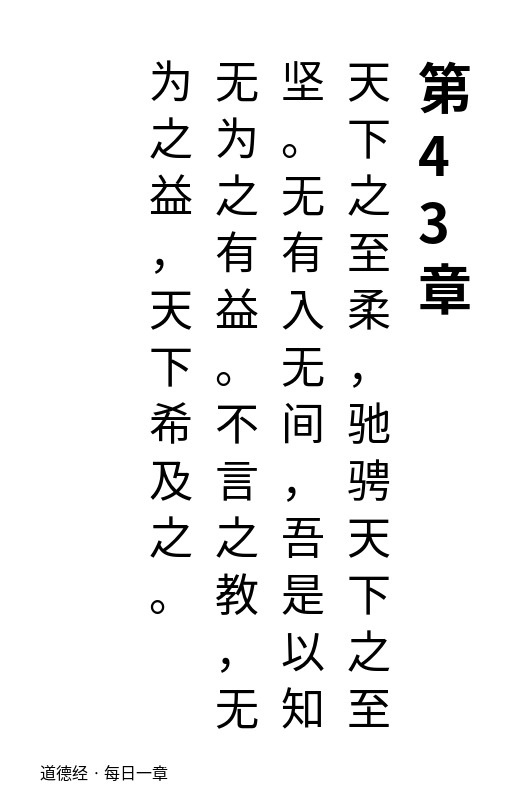 第43章
天下之至柔，驰骋天下之至
坚。无有入无间，吾是以知
无为之有益。不言之教，无
为之益，天下希及之。
道德经 · 每日一章